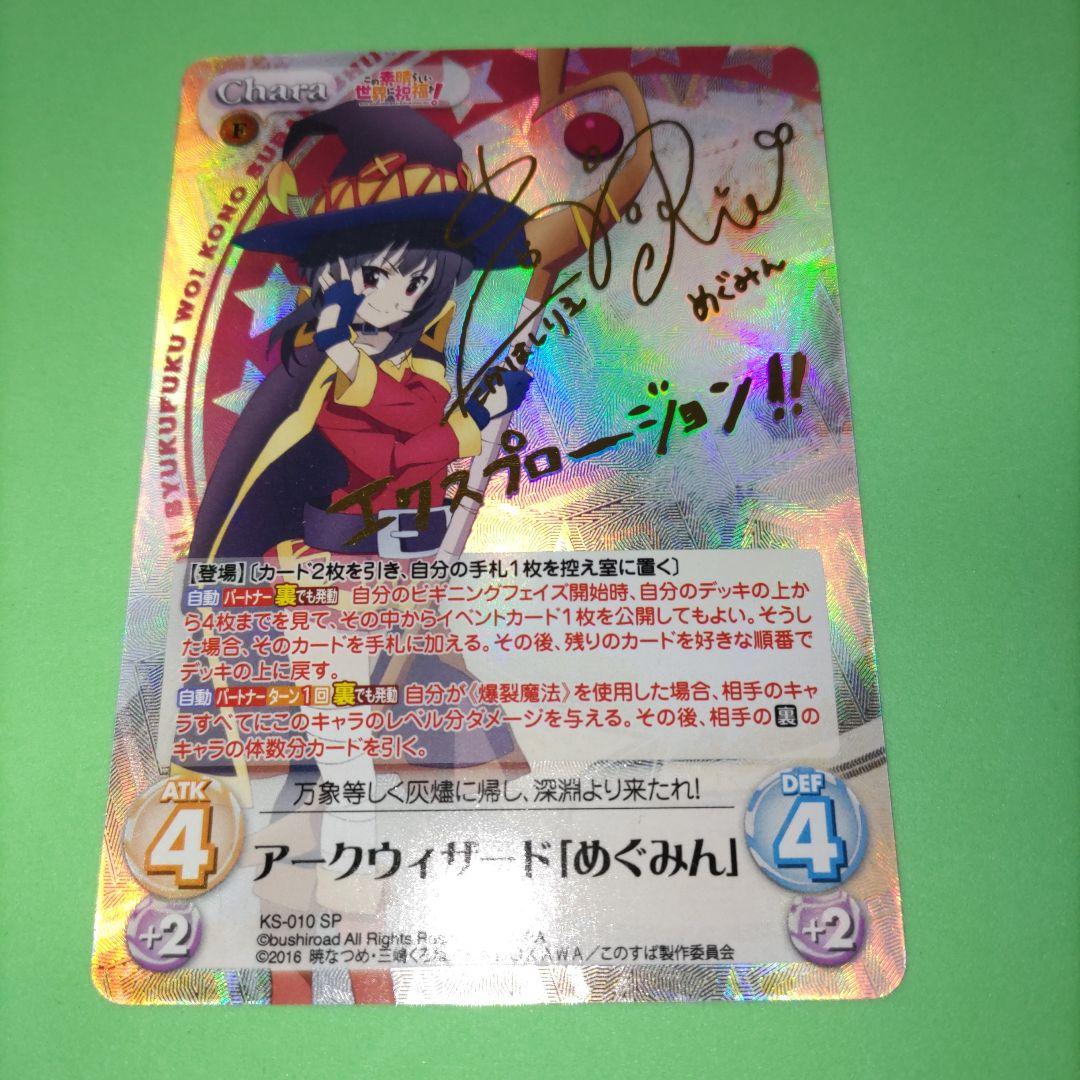 Chara
この素晴らしい
世界に祝福を!
F
SYUKUFUKU WO! KONO SUB
Rie
たかはしりえ
めぐみん
エクスプロージョン!!
【登場】〔カード2枚を引き、自分の手札1枚を控え室に置く〕
自動 パートナー 裏でも発動 自分のビギニングフェイズ開始時、自分のデッキの上か
ら4枚までを見て、その中からイベントカード1枚を公開してもよい。そうし
た場合、そのカードを手札に加える。その後、残りのカードを好きな順番で
デッキの上に戻す。
自動 パートナー ターン1回 裏でも発動 自分が《爆裂魔法》を使用した場合、相手のキャ
ラすべてにこのキャラのレベル分ダメージを与える。その後、相手の裏の
キャラの体数分カードを引く。
万象等しく灰燼に帰し、深淵より来たれ!
ATK
4
DEF
4
アークウィザード「めぐみん」
+2
+2
KS-010 SP
©bushiroad All Rights
©2016 暁なつめ・三嶋くろね KADOKAWA/このすば製作委員会